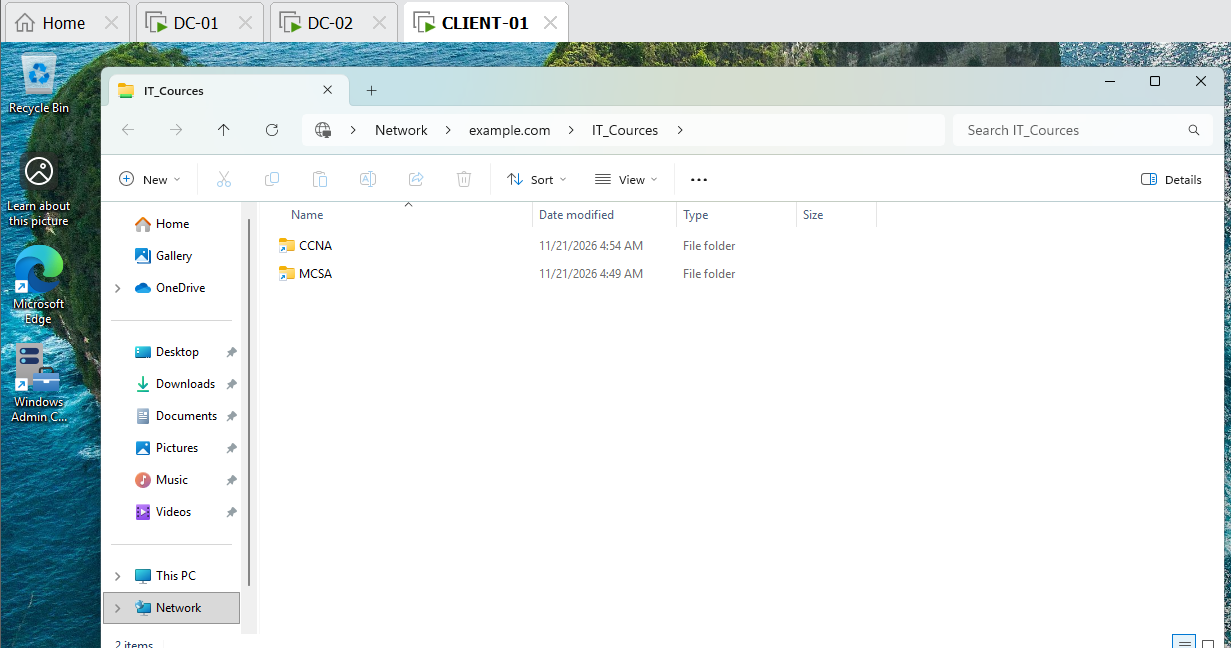 Home
DC-01
DC-02
CLIENT-01
Recycle Bin
Learn about
this picture
Microsoft
Edge
Windows
Admin C...
IT_Cources
Network
example.com
IT_Cources
Search IT_Cources
New
Sort
View
Details
Home
Gallery
OneDrive
Desktop
Downloads
Documents
Pictures
Music
Videos
This PC
Network
Name Date modified Type Size
CCNA 11/21/2026 4:54 AM File folder
MCSA 11/21/2026 4:49 AM File folder
2 items